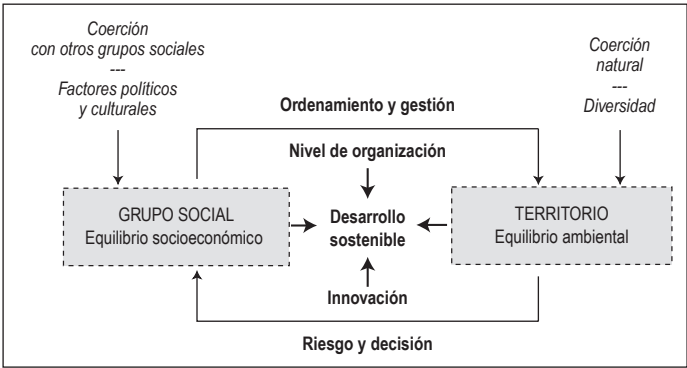 Coerción
con otros grupos sociales
---
Factores políticos
y culturales
Coerción
natural
---
Diversidad
Ordenamiento y gestión
Nivel de organización
GRUPO SOCIAL
Equilibrio socioeconómico
Desarrollo
sostenible
TERRITORIO
Equilibrio ambiental
Innovación
Riesgo y decisión